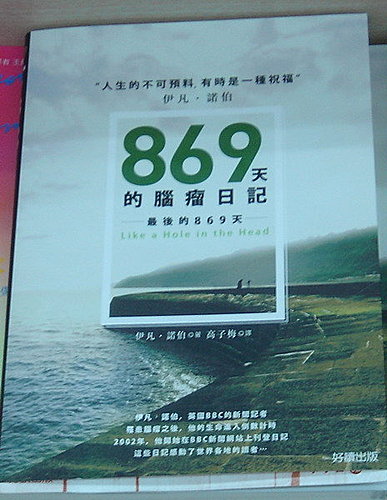 “人生的不可預料,有時是一種祝福”
伊凡・諾伯
869天
的腦瘤日記
最後的869天
Like a Hole in the Head
伊凡・諾伯◎著 高子梅◎譯
伊凡・諾伯，英國BBC的新聞記者
罹患腦瘤之後，他的生命進入倒數計時
2002年，他開始在BBC新聞網站上刊登日記
這些日記感動了世界各地的讀者…
好讀出版